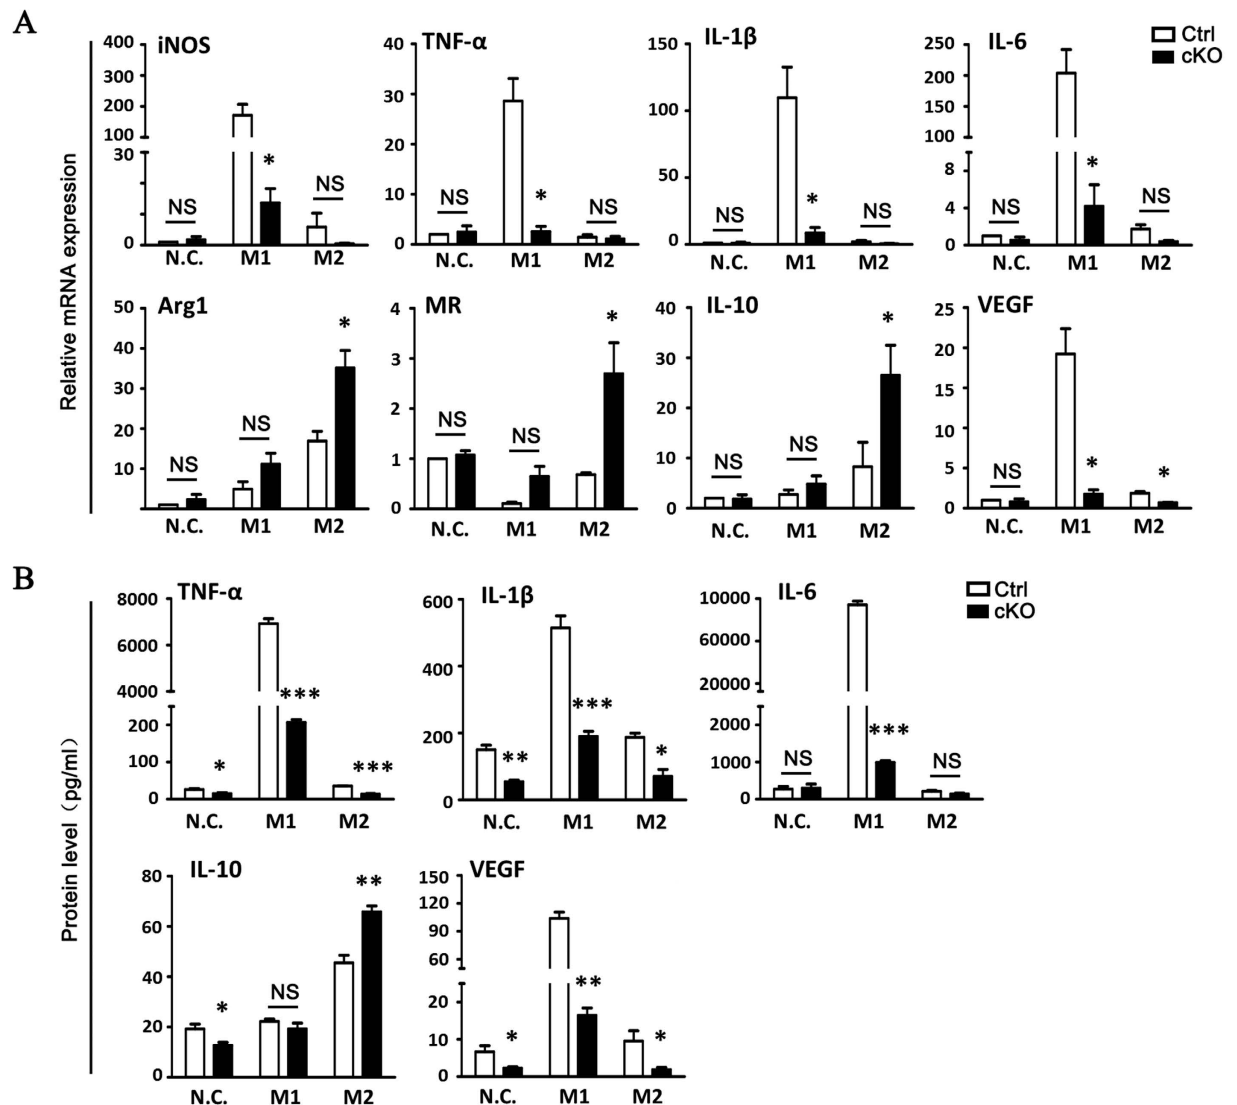 A
Relative mRNA expression
iNOS
400
300
200
100
30
0
NS
*
NS
N.C. M1 M2
TNF-α
40
30
20
10
0
NS
*
NS
N.C. M1 M2
IL-1β
150
100
50
0
NS
*
NS
N.C. M1 M2
IL-6
250
200
150
100
8
4
0
NS
*
NS
N.C. M1 M2
Ctrl
cKO
Arg1
50
40
30
20
10
NS
NS
*
N.C. M1 M2
MR
4
3
2
1
0
NS
NS
*
N.C. M1 M2
IL-10
40
30
20
10
0
NS
NS
*
N.C. M1 M2
VEGF
25
20
15
10
5
0
NS
*
*
N.C. M1 M2
B
Protein level (pg/ml)
TNF-α
8000
6000
4000
200
100
0
*
***
***
N.C. M1 M2
IL-1β
600
400
200
0
**
***
*
N.C. M1 M2
IL-6
10000
60000
20000
2000
1000
0
NS
***
NS
N.C. M1 M2
Ctrl
cKO
IL-10
80
60
40
20
0
*
NS
**
N.C. M1 M2
VEGF
150
120
90
60
20
10
0
*
**
*
N.C. M1 M2